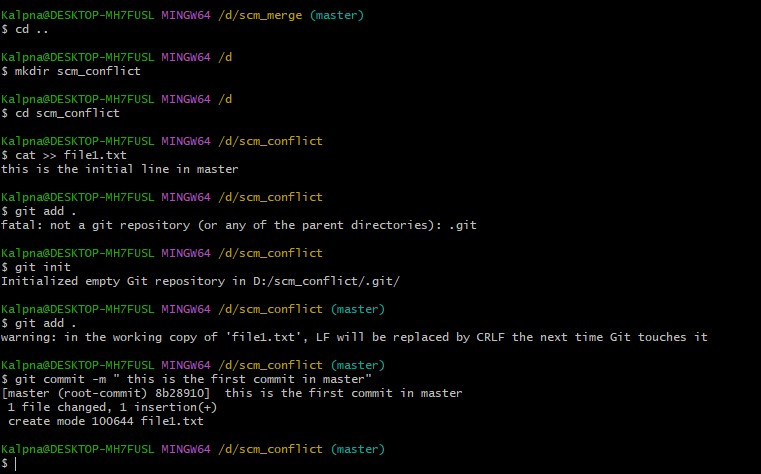 Kalpna@DESKTOP-MH7FUSL MINGW64 /d/scm_merge (master)
$ cd ..
Kalpna@DESKTOP-MH7FUSL MINGW64 /d
$ mkdir scm_conflict
Kalpna@DESKTOP-MH7FUSL MINGW64 /d
$ cd scm_conflict
Kalpna@DESKTOP-MH7FUSL MINGW64 /d/scm_conflict
$ cat >> file1.txt
this is the initial line in master
Kalpna@DESKTOP-MH7FUSL MINGW64 /d/scm_conflict
$ git add .
fatal: not a git repository (or any of the parent directories): .git
Kalpna@DESKTOP-MH7FUSL MINGW64 /d/scm_conflict
$ git init
Initialized empty Git repository in D:/scm_conflict/.git/
Kalpna@DESKTOP-MH7FUSL MINGW64 /d/scm_conflict (master)
$ git add .
warning: in the working copy of 'file1.txt', LF will be replaced by CRLF the next time Git touches it
Kalpna@DESKTOP-MH7FUSL MINGW64 /d/scm_conflict (master)
$ git commit -m " this is the first commit in master"
[master (root-commit) 8b28910]  this is the first commit in master
 1 file changed, 1 insertion(+)
 create mode 100644 file1.txt
Kalpna@DESKTOP-MH7FUSL MINGW64 /d/scm_conflict (master)
$